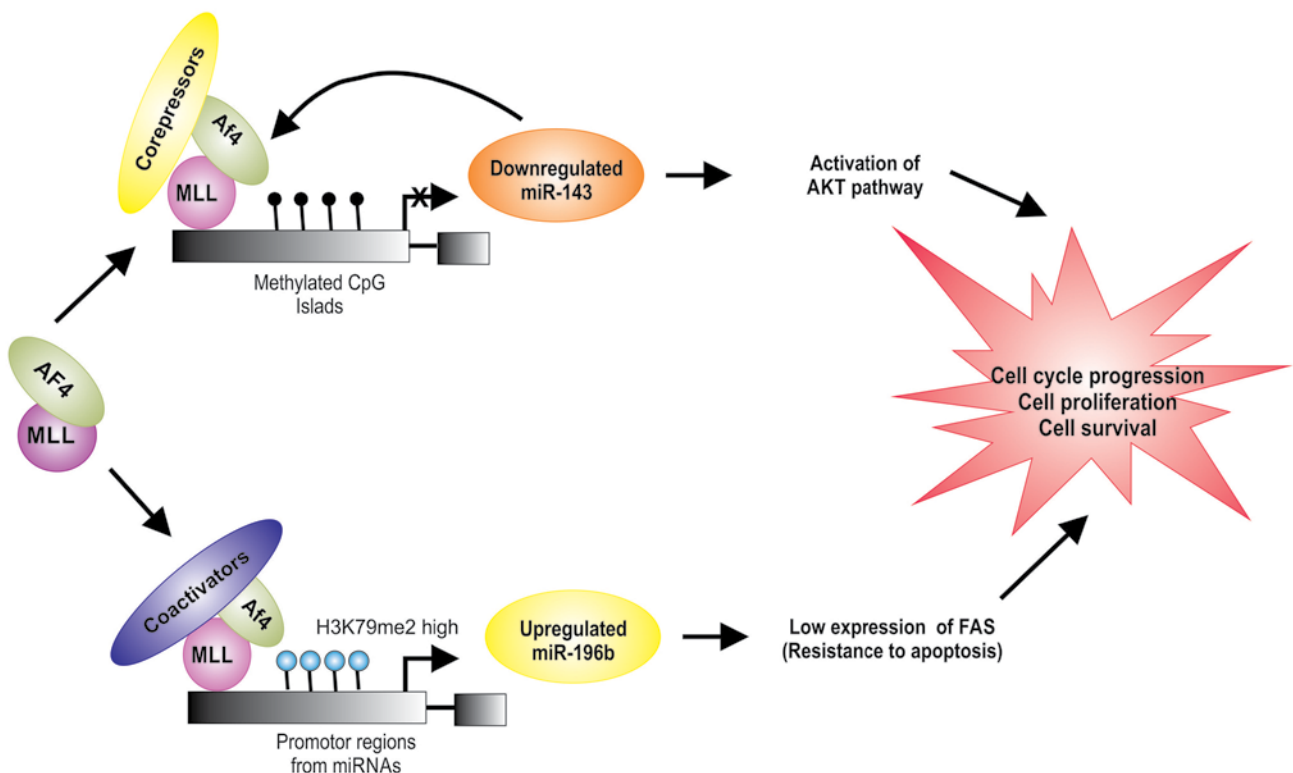 Corepressors
Af4
MLL
Downregulated
miR-143
Activation of
AKT pathway
X
Methylated CpG
Islads
AF4
MLL
Cell cycle progression
Cell proliferation
Cell survival
Coactivators
Af4
MLL
H3K79me2 high
Upregulated
miR-196b
Low expression of FAS
(Resistance to apoptosis)
Promotor regions
from miRNAs